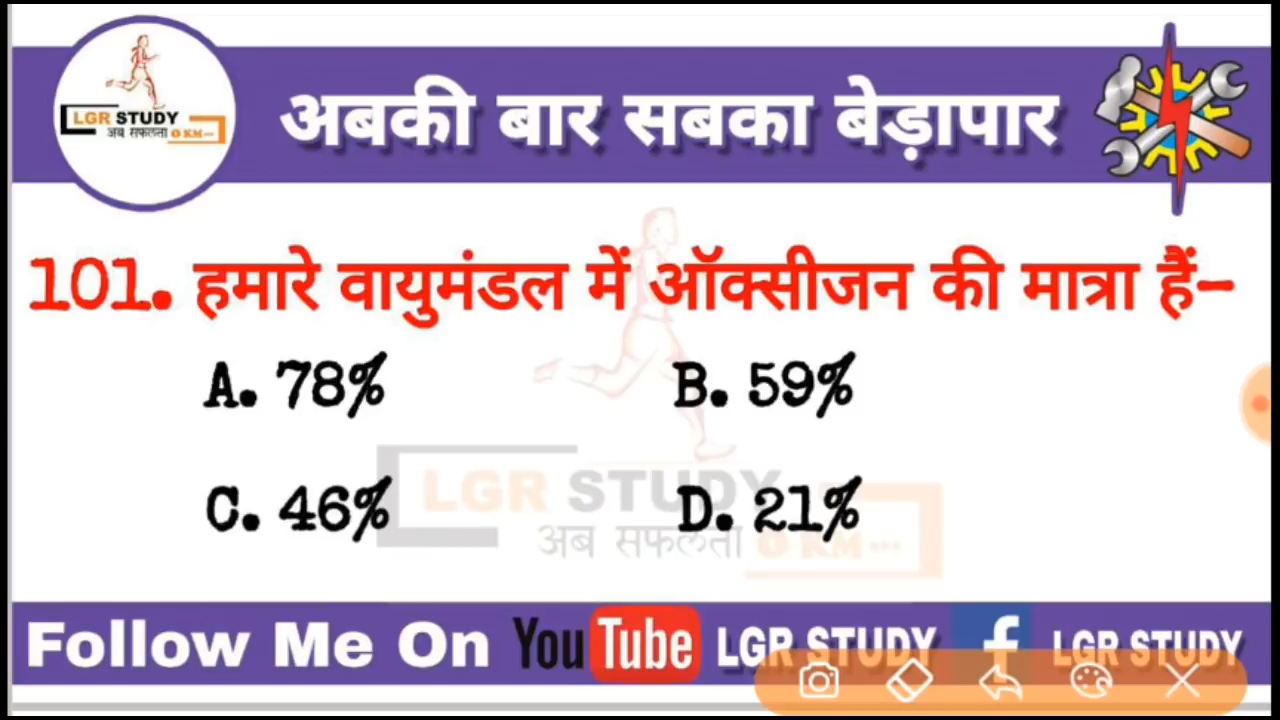 LGR STUDY
अब सफलता 0 KM...
अबकी बार सबका बेड़ापार
101. हमारे वायुमंडल में ऑक्सीजन की मात्रा हैं-
A. 78% B. 59%
C. 46% D. 21%
LGR STUDY
अब सफलता 0 KM...
Follow Me On YouTube LGR STUDY f LGR STUDY